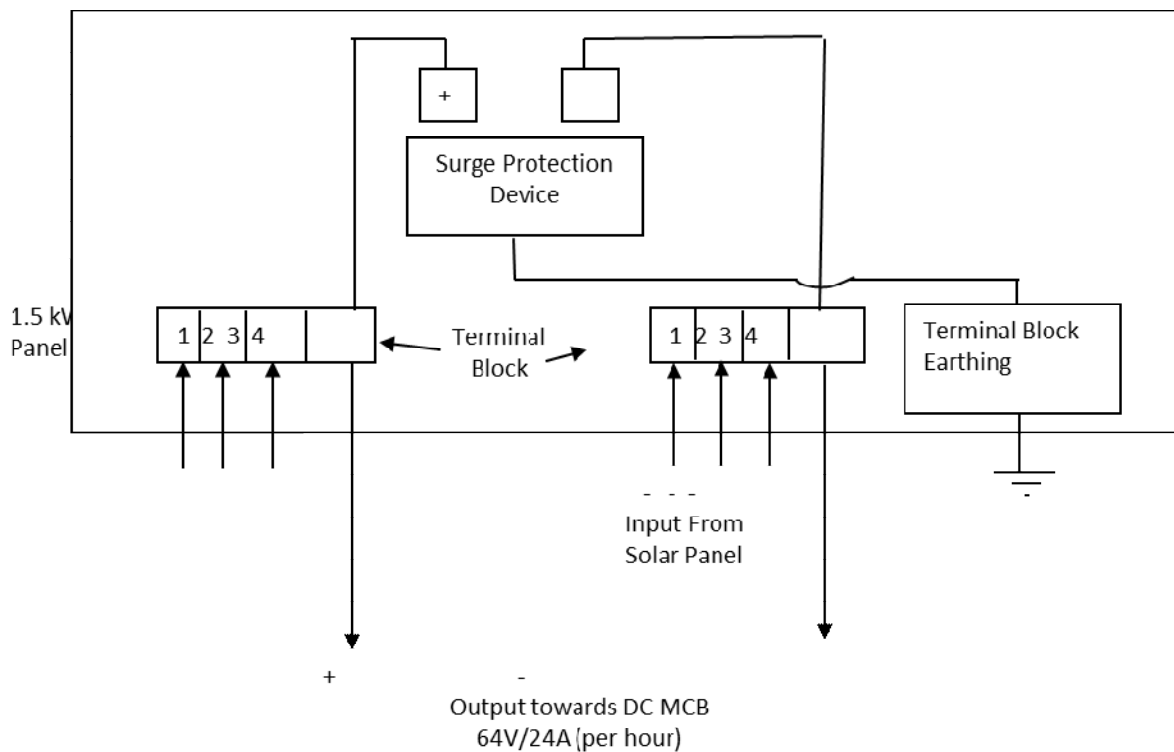 +
Surge Protection
Device
1.5 kW
Panel
1 2 3 4
Terminal
Block
1 2 3 4
Terminal Block
Earthing
- - -
Input From
Solar Panel
+ -
Output towards DC MCB
64V/24A (per hour)